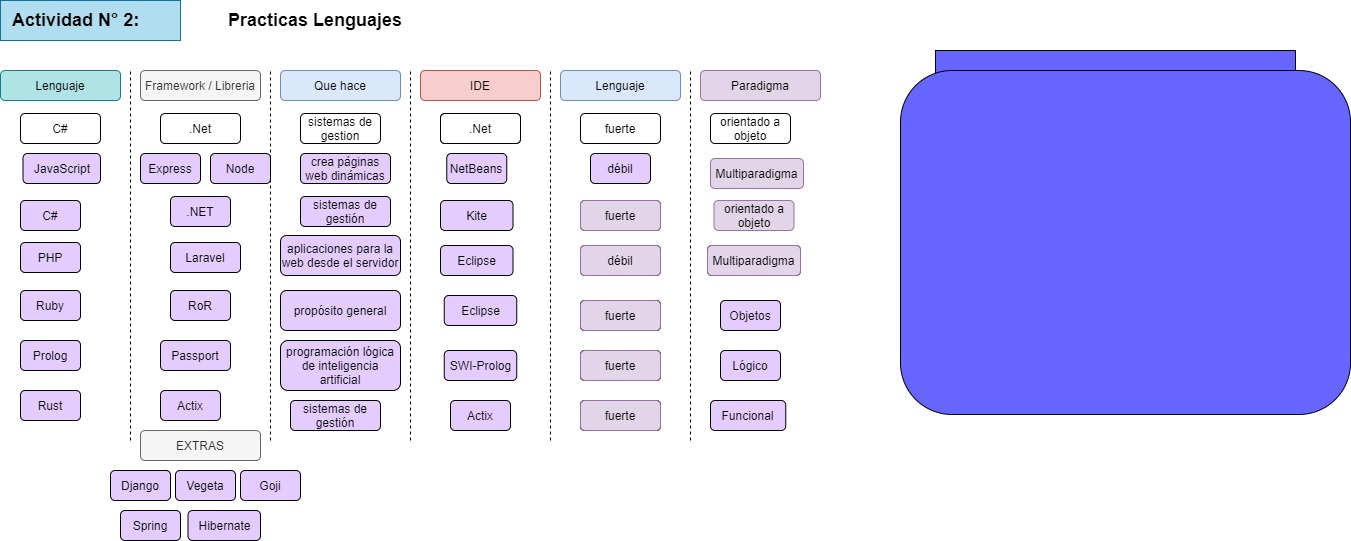 Actividad N° 2:
Practicas Lenguajes
Lenguaje
Framework / Libreria
Que hace
IDE
Lenguaje
Paradigma
C#
.Net
sistemas de
gestion
.Net
fuerte
orientado a
objeto
JavaScript
Express
Node
crea páginas
web dinámicas
NetBeans
débil
Multiparadigma
C#
.NET
sistemas de
gestión
Kite
fuerte
orientado a
objeto
PHP
Laravel
aplicaciones para la
web desde el servidor
Eclipse
débil
Multiparadigma
Ruby
RoR
propósito general
Eclipse
fuerte
Objetos
Prolog
Passport
programación lógica
de inteligencia
artificial
SWI-Prolog
fuerte
Lógico
Rust
Actix
sistemas de
gestión
Actix
fuerte
Funcional
EXTRAS
Django
Vegeta
Goji
Spring
Hibernate